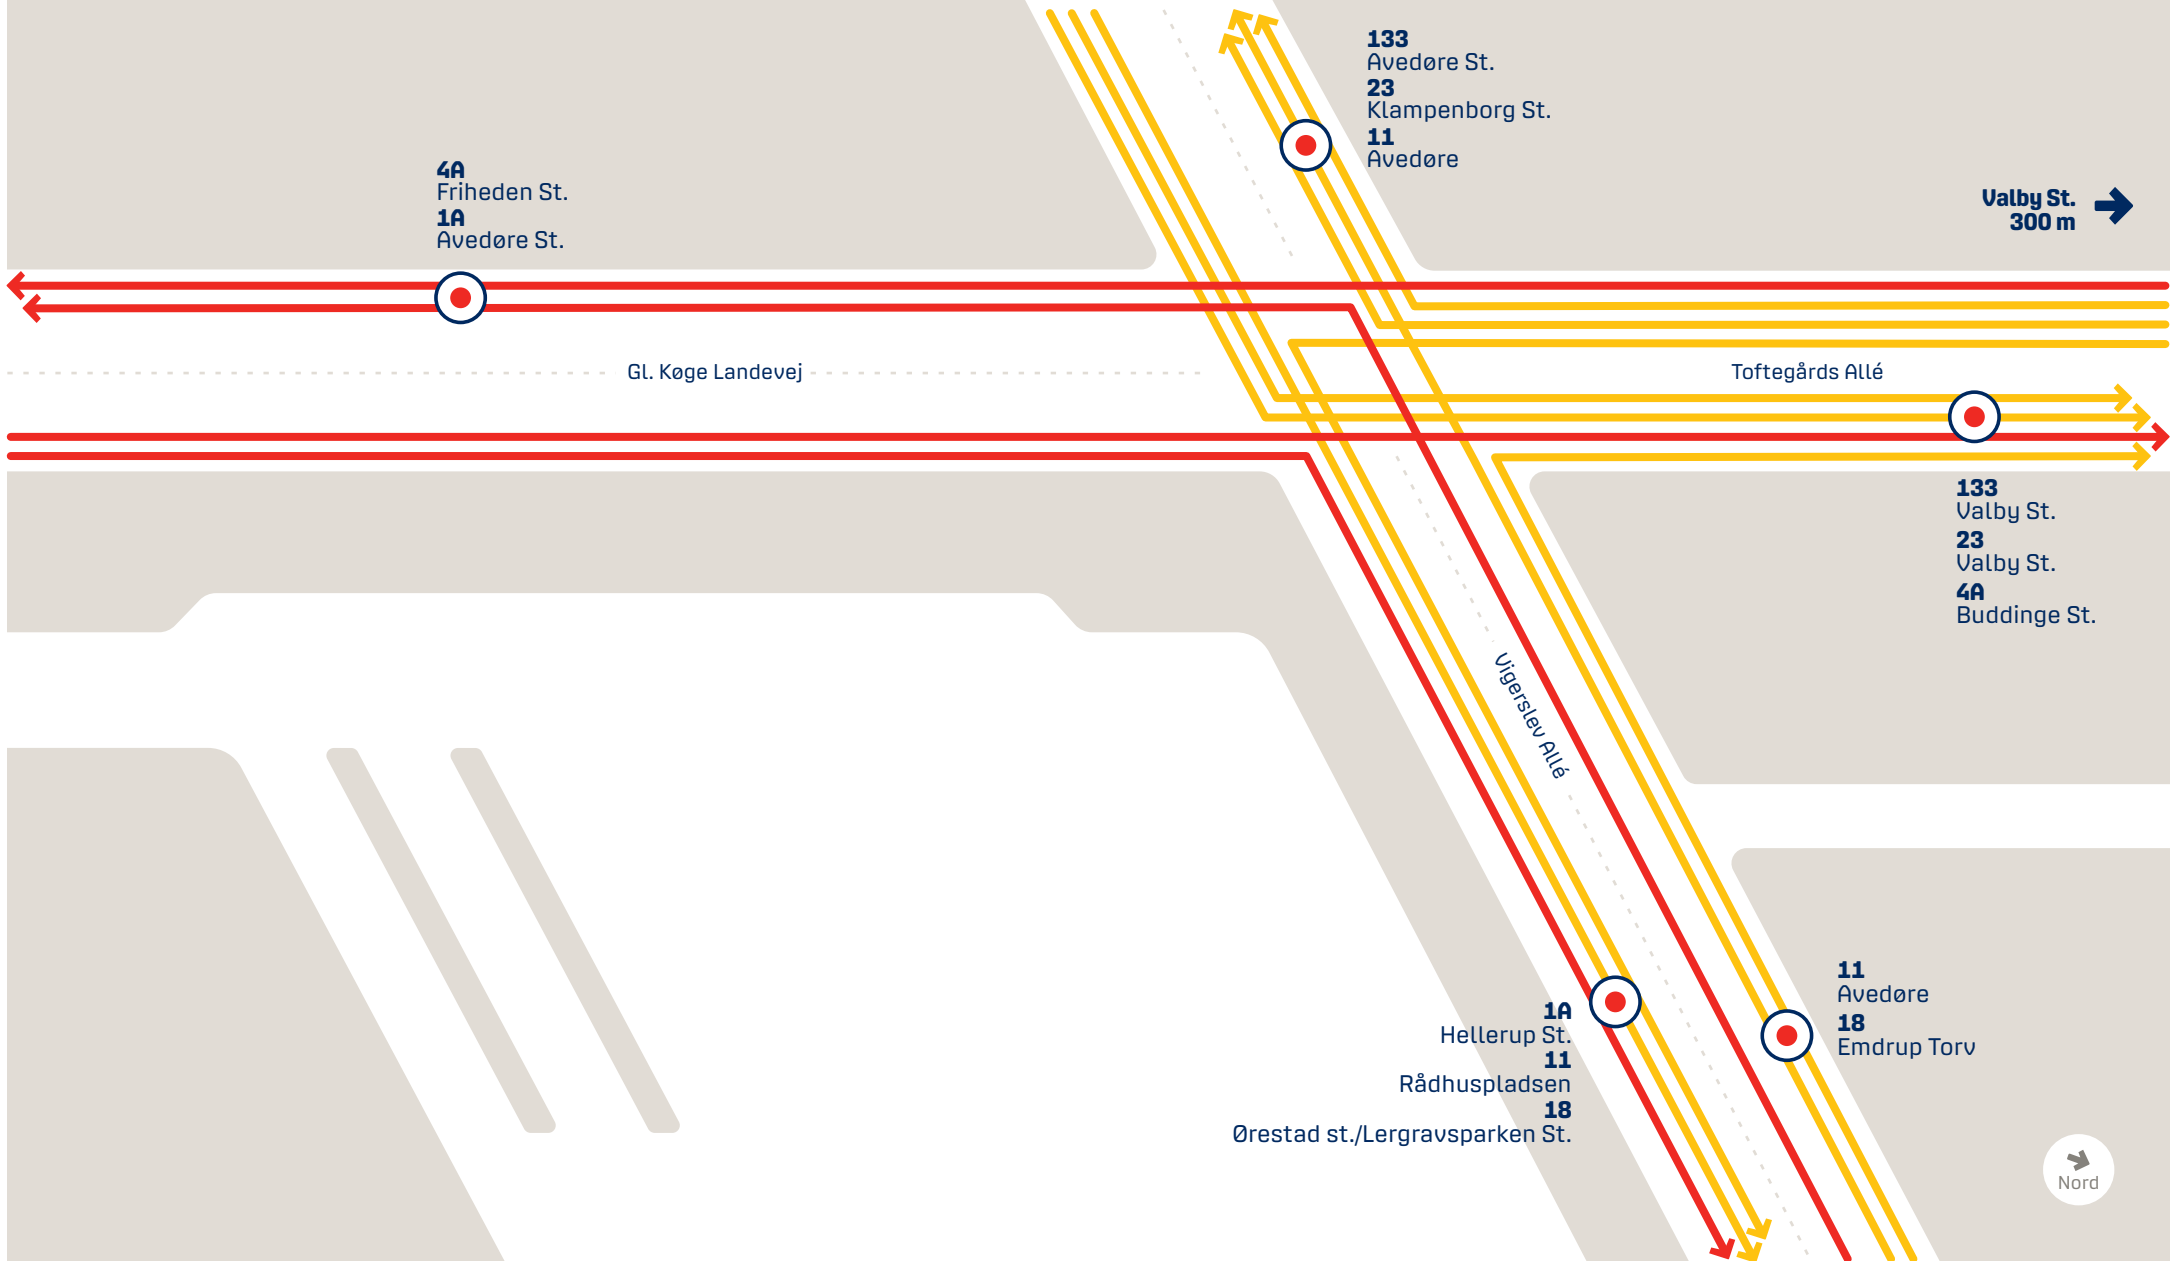 133
Avedøre St.
23
Klampenborg St.
11
Avedøre
4A
Friheden St.
1A
Avedøre St.
Valby St.
300 m
Gl. Køge Landevej
Toftegårds Allé
133
Valby St.
23
Valby St.
4A
Buddinge St.
Vigerslev Allé
11
Avedøre
18
Emdrup Torv
1A
Hellerup St.
11
Rådhuspladsen
18
Ørestad st./Lergravsparken St.
Nord